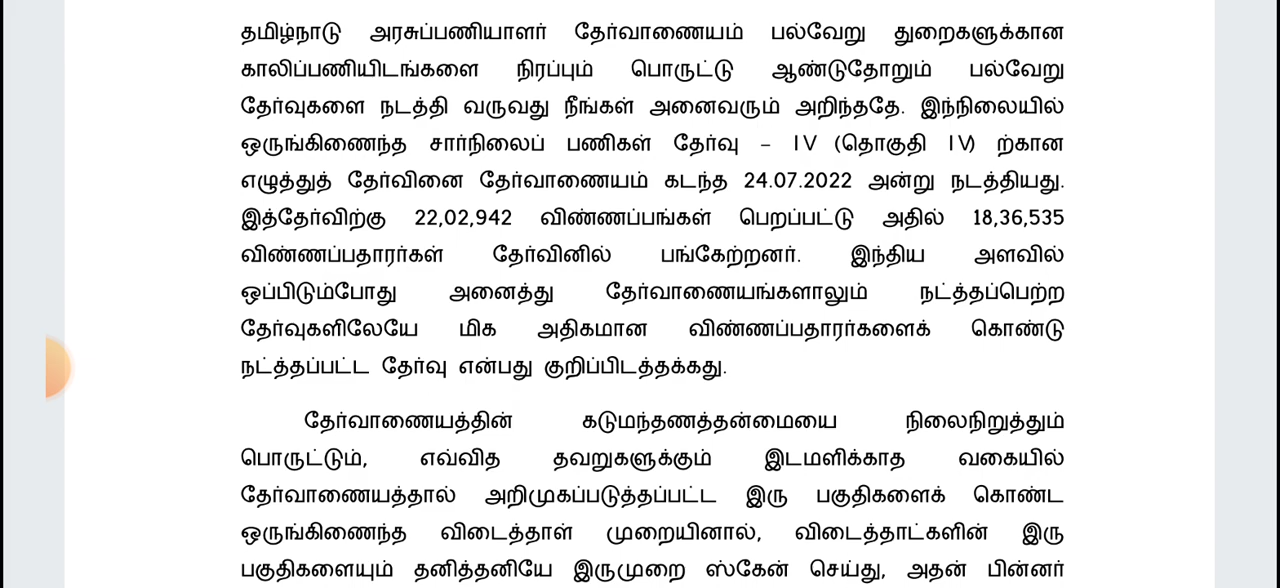 தமிழ்நாடு அரசுப்பணியாளர் தேர்வாணையம் பல்வேறு துறைகளுக்கான
காலிப்பணியிடங்களை நிரப்பும் பொருட்டு ஆண்டுதோறும் பல்வேறு
தேர்வுகளை நடத்தி வருவது நீங்கள் அனைவரும் அறிந்ததே. இந்நிலையில்
ஒருங்கிணைந்த சார்நிலைப் பணிகள் தேர்வு – IV (தொகுதி IV) ற்கான
எழுத்துத் தேர்வினை தேர்வாணையம் கடந்த 24.07.2022 அன்று நடத்தியது.
இத்தேர்விற்கு 22,02,942 விண்ணப்பங்கள் பெறப்பட்டு அதில் 18,36,535
விண்ணப்பதாரர்கள் தேர்வினில் பங்கேற்றனர். இந்திய அளவில்
ஒப்பிடும்போது அனைத்து தேர்வாணையங்களாலும் நட்த்தப்பெற்ற
தேர்வுகளிலேயே மிக அதிகமான விண்ணப்பதாரர்களைக் கொண்டு
நட்த்தப்பட்ட தேர்வு என்பது குறிப்பிடத்தக்கது.
தேர்வாணையத்தின் கடுமந்தணத்தன்மையை நிலைநிறுத்தும்
பொருட்டும், எவ்வித தவறுகளுக்கும் இடமளிக்காத வகையில்
தேர்வாணையத்தால் அறிமுகப்படுத்தப்பட்ட இரு பகுதிகளைக் கொண்ட
ஒருங்கிணைந்த விடைத்தாள் முறையினால், விடைத்தாட்களின் இரு
பகுதிகளையும் தனித்தனியே இருமுறை ஸ்கேன் செய்து, அதன் பின்னர்